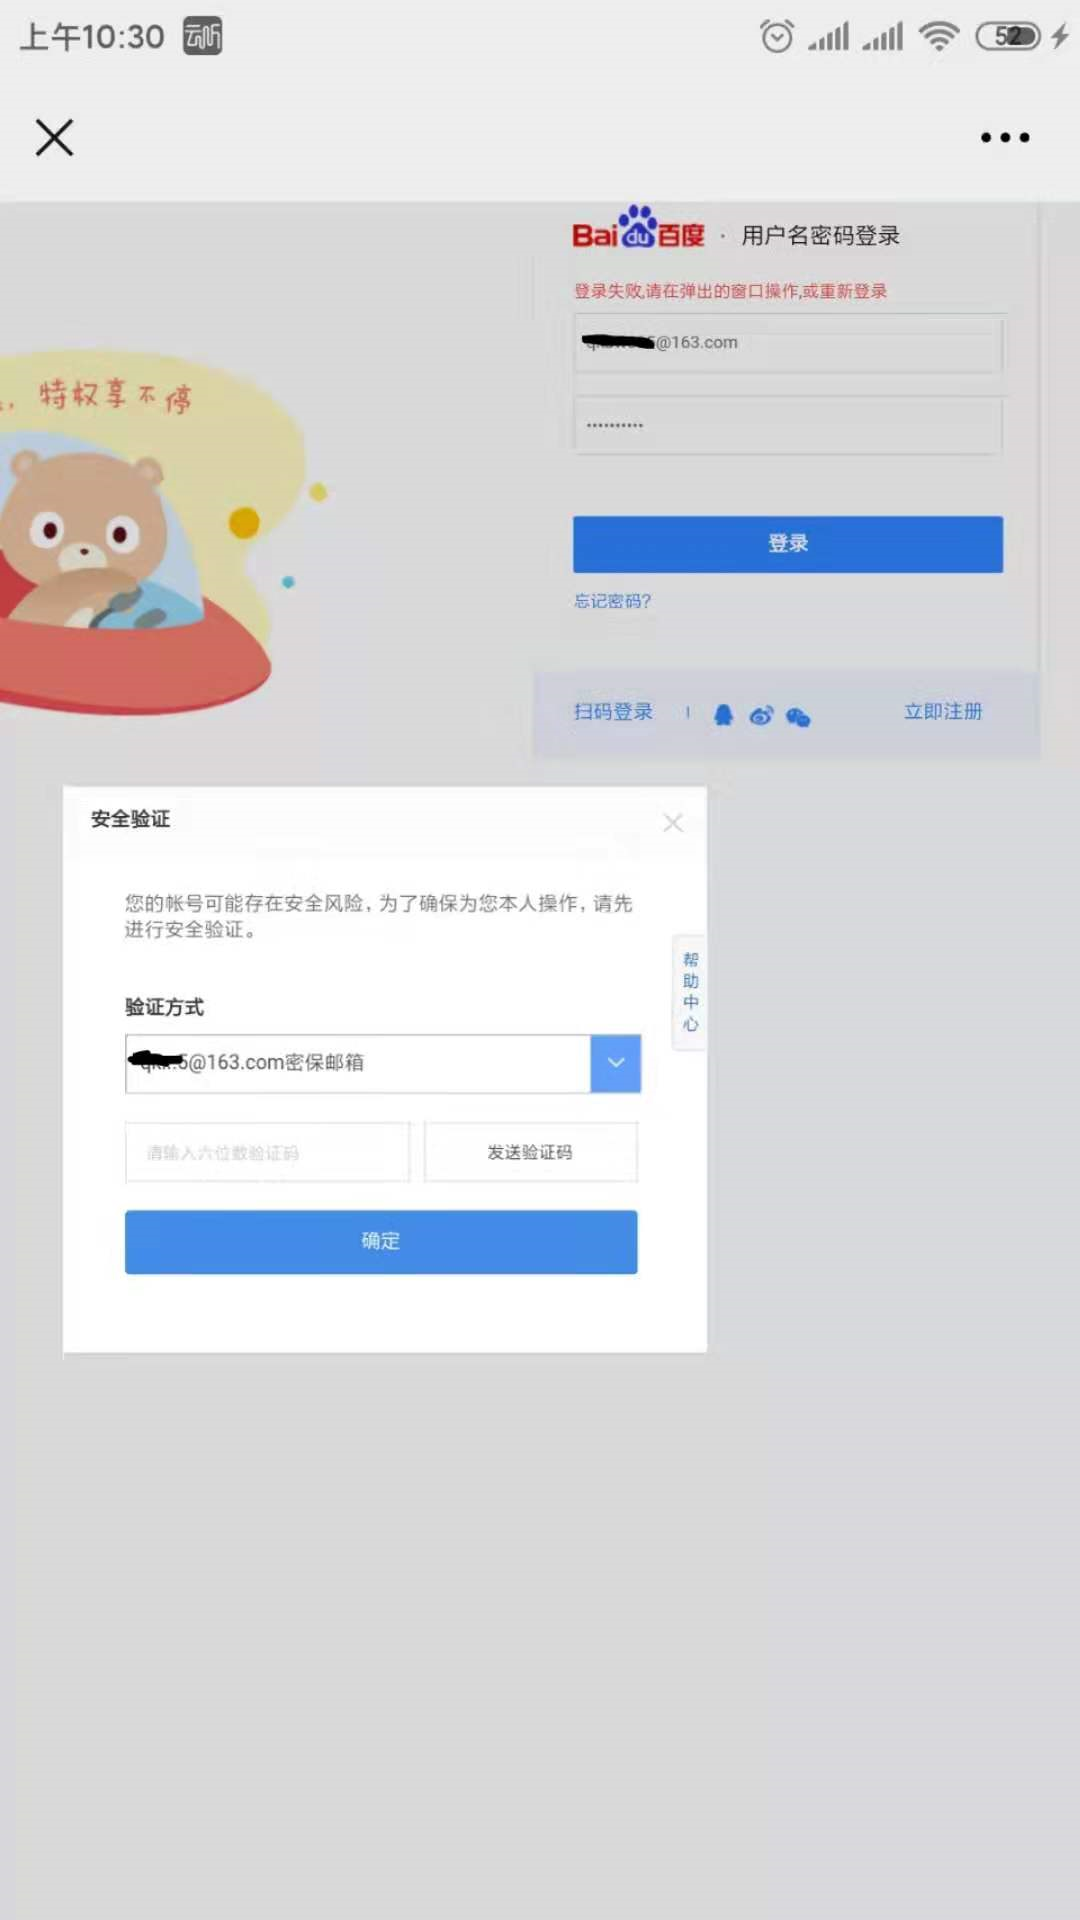 上午10:30 云听
52
Bai du 百度 · 用户名密码登录
登录失败,请在弹出的窗口操作,或重新登录
5@163.com
特权享不停
登录
忘记密码?
扫码登录
立即注册
安全验证
您的帐号可能存在安全风险,为了确保为您本人操作,请先
进行安全验证。
帮助中心
验证方式
5@163.com密保邮箱
请输入六位数验证码 发送验证码
确定